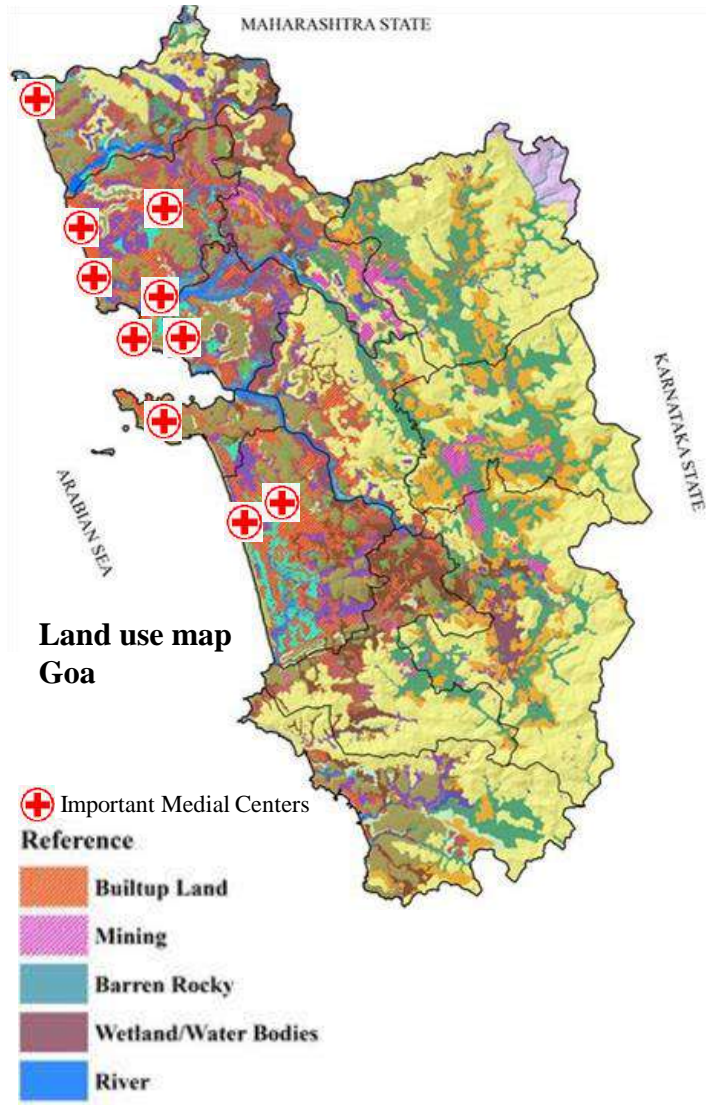 MAHARASHTRA STATE
KARNATAKA STATE
ARABIAN SEA
Land use map
Goa
Important Medial Centers
Reference
Builtup Land
Mining
Barren Rocky
Wetland/Water Bodies
River